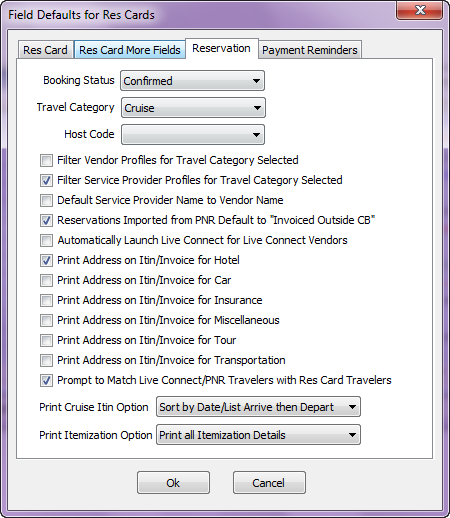 Field Defaults for Res Cards
Res Card Res Card More Fields Reservation Payment Reminders
Booking Status Confirmed
Travel Category Cruise
Host Code
Filter Vendor Profiles for Travel Category Selected
Filter Service Provider Profiles for Travel Category Selected
Default Service Provider Name to Vendor Name
Reservations Imported from PNR Default to "Invoiced Outside CB"
Automatically Launch Live Connect for Live Connect Vendors
Print Address on Itin/Invoice for Hotel
Print Address on Itin/Invoice for Car
Print Address on Itin/Invoice for Insurance
Print Address on Itin/Invoice for Miscellaneous
Print Address on Itin/Invoice for Tour
Print Address on Itin/Invoice for Transportation
Prompt to Match Live Connect/PNR Travelers with Res Card Travelers
Print Cruise Itin Option Sort by Date/List Arrive then Depart
Print Itemization Option Print all Itemization Details
Ok Cancel